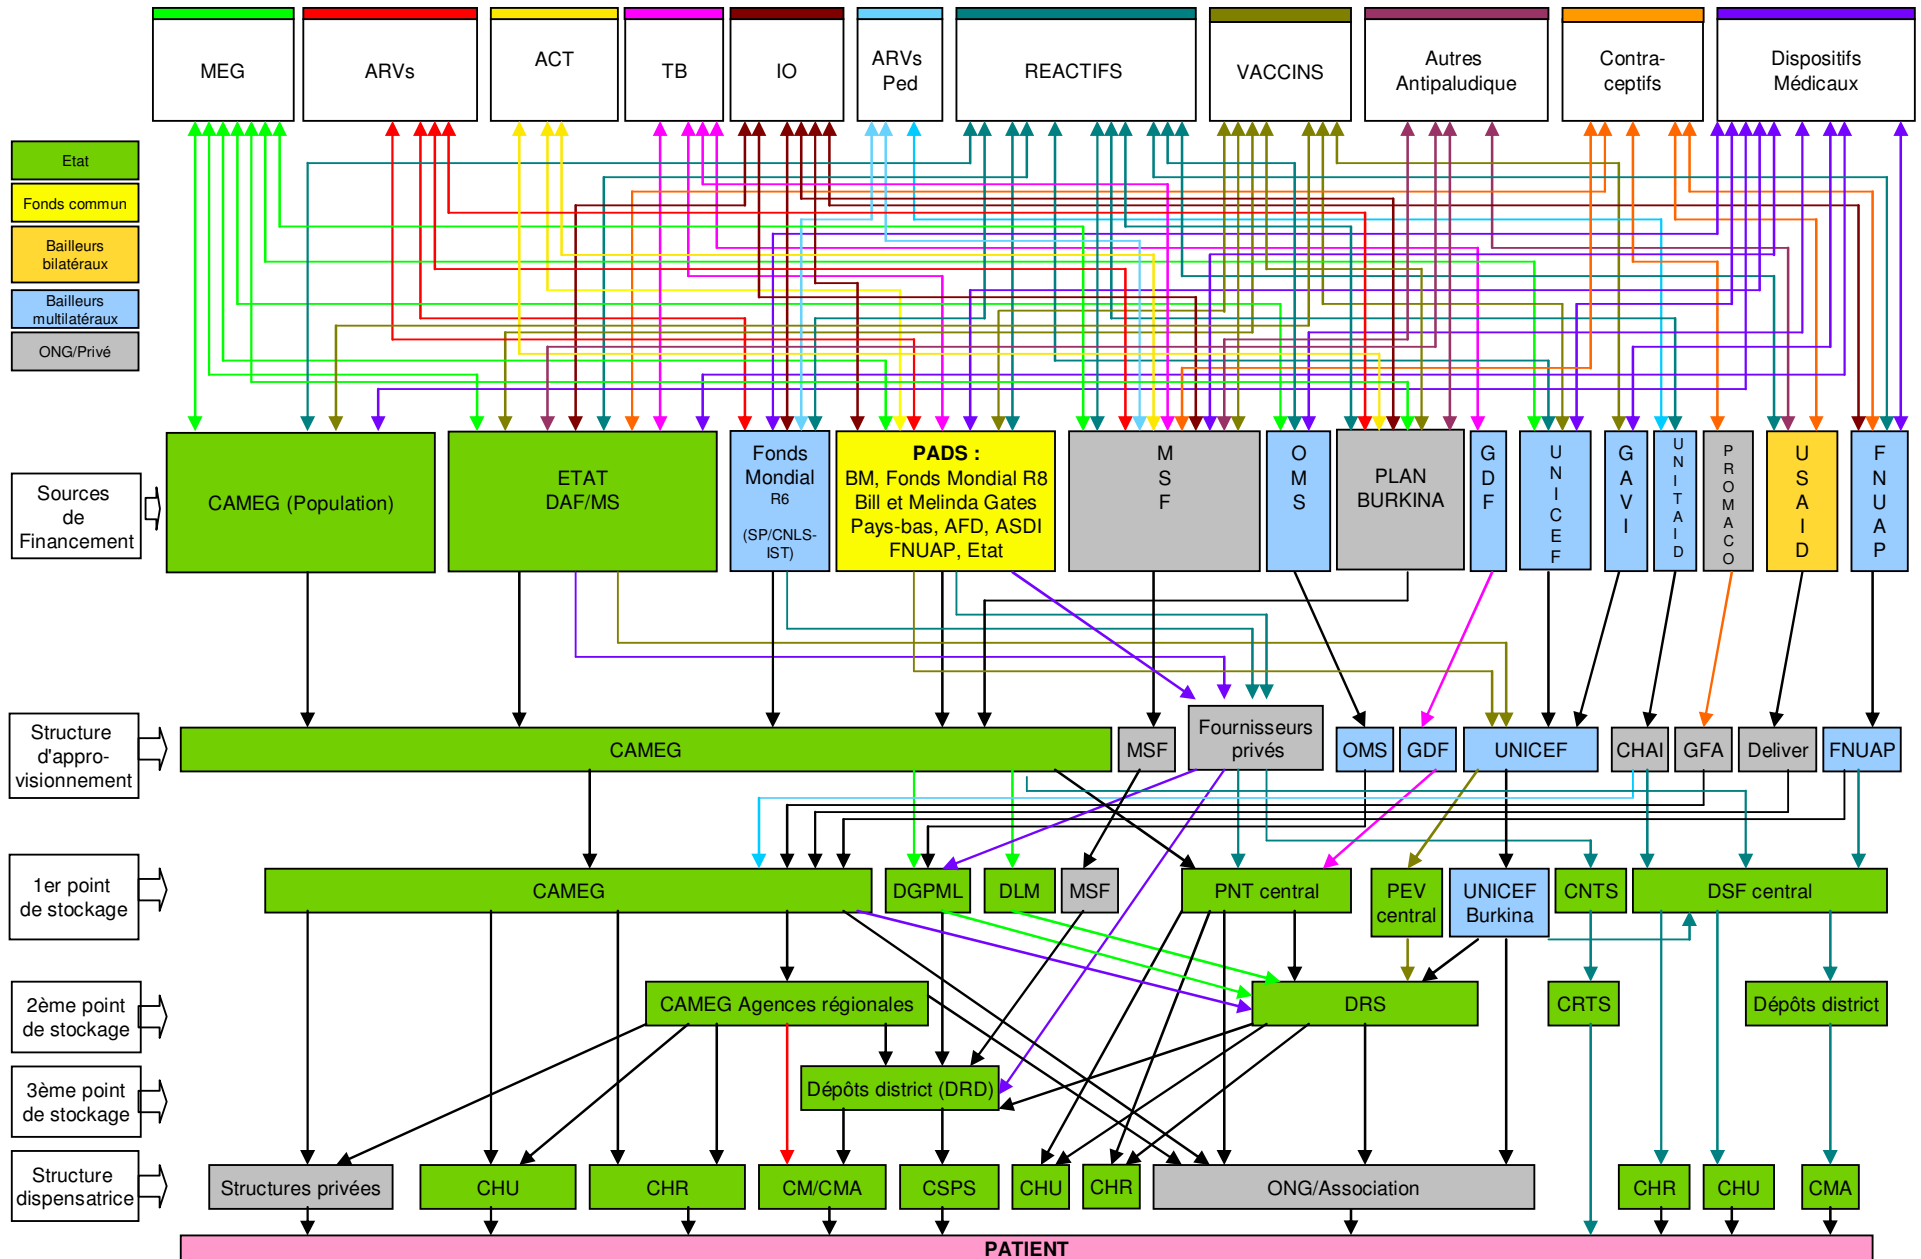 MEG
ARVs
ACT
TB
IO
ARVs
Ped
REACTIFS
VACCINS
Autres
Antipaludique
Contra-
ceptifs
Dispositifs
Médicaux
Etat
Fonds commun
Bailleurs
bilatéraux
Bailleurs
multilatéraux
ONG/Privé
Sources
de
Financement
CAMEG (Population)
ETAT
DAF/MS
Fonds
Mondial
R6
(SP/CNLS-
IST)
PADS :
BM, Fonds Mondial R8
Bill et Melinda Gates
Pays-bas, AFD, ASDI
FNUAP, Etat
M
S
F
O
M
S
PLAN
BURKINA
G
D
F
U
N
I
C
E
F
G
A
V
I
U
N
I
T
A
I
D
P
R
O
M
A
C
O
U
S
A
I
D
F
N
U
A
P
Structure
d'appro-
visionnement
CAMEG
MSF
Fournisseurs
privés
OMS
GDF
UNICEF
CHAI
GFA
Deliver
FNUAP
1er point
de stockage
CAMEG
DGPML
DLM
MSF
PNT central
PEV
central
UNICEF
Burkina
CNTS
DSF central
2ème point
de stockage
CAMEG Agences régionales
DRS
CRTS
Dépôts district
3ème point
de stockage
Dépôts district (DRD)
Structure
dispensatrice
Structures privées
CHU
CHR
CM/CMA
CSPS
CHU
CHR
ONG/Association
CHR
CHU
CMA
PATIENT